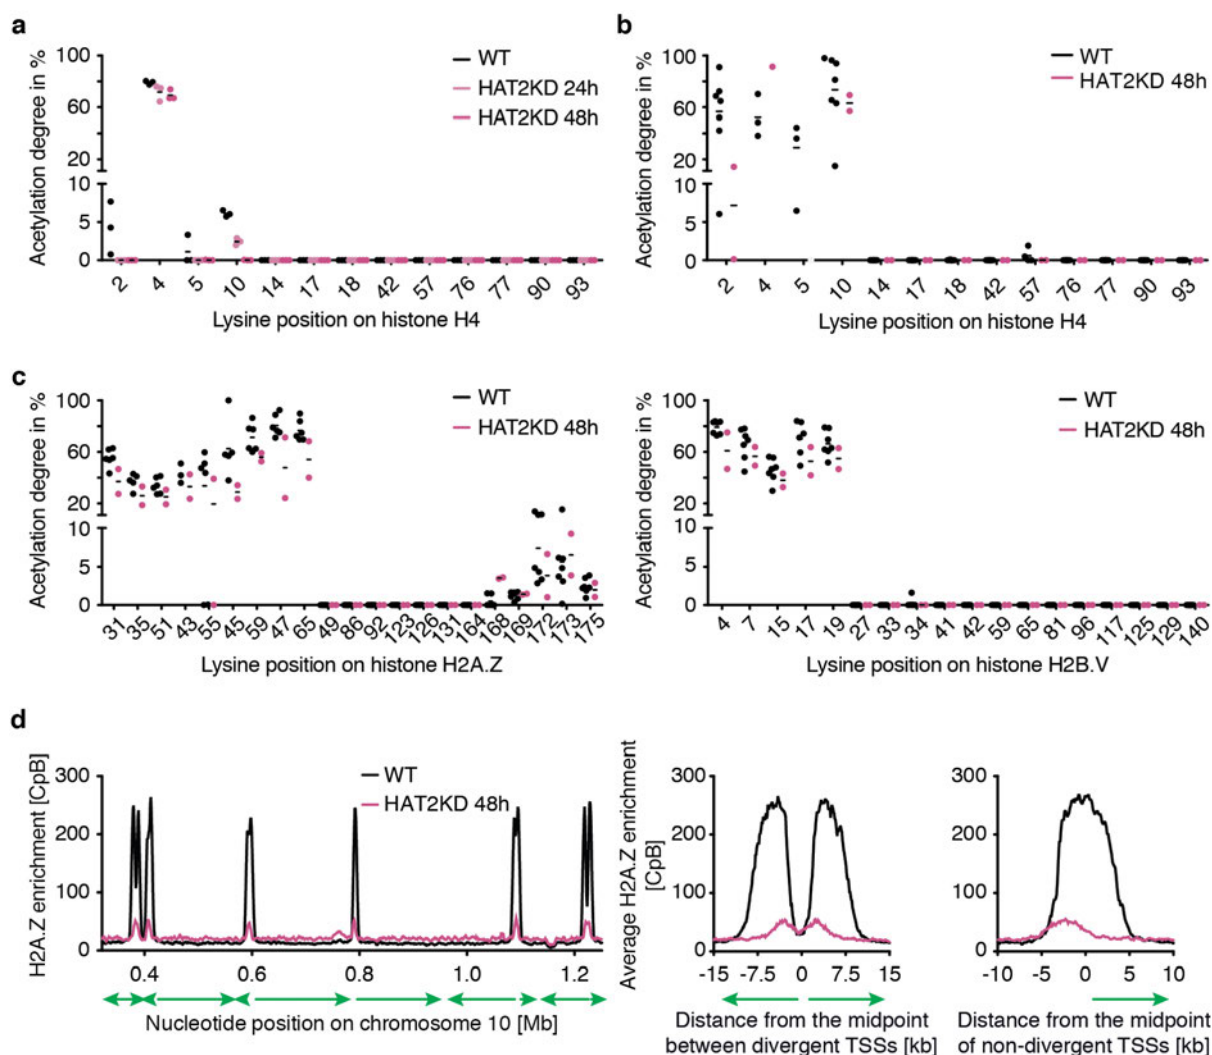 a
100
60
20
10
5
0
Acetylation degree in %
WT
HAT2KD 24h
HAT2KD 48h
2 4 5 10 14 17 18 42 57 76 77 90 93
Lysine position on histone H4
b
100
60
20
10
5
0
Acetylation degree in %
WT
HAT2KD 48h
2 4 5 10 14 17 18 42 57 76 77 90 93
Lysine position on histone H4
c
100
60
20
10
5
0
Acetylation degree in %
WT
HAT2KD 48h
31 35 51 43 55 45 59 47 65 49 86 92 123 126 131 164 168 169 172 173 175
Lysine position on histone H2A.Z
100
60
20
10
5
0
Acetylation degree in %
WT
HAT2KD 48h
4 7 15 17 19 27 33 34 41 42 59 65 81 96 117 125 129 140
Lysine position on histone H2B.V
d
300
200
100
0
H2A.Z enrichment [CpB]
WT
HAT2KD 48h
0.4 0.6 0.8 1.0 1.2
Nucleotide position on chromosome 10 [Mb]
300
200
100
0
Average H2A.Z enrichment
[CpB]
-15 -7.5 0 7.5 15
Distance from the midpoint
between divergent TSSs [kb]
300
200
100
0
-10 -5 0 5 10
Distance from the midpoint
of non-divergent TSSs [kb]